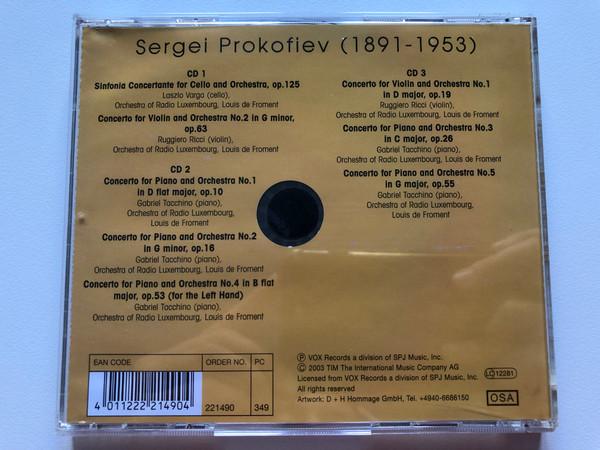 Sergei Prokofiev (1891-1953)
CD 1
Sinfonia Concertante for Cello and Orchestra, op.125
Laszlo Varga (cello),
Orchestra of Radio Luxembourg, Louis de Froment
Concerto for Violin and Orchestra No.2 in G minor,
op.63
Ruggiero Ricci (violin),
Orchestra of Radio Luxembourg, Louis de Froment
CD 2
Concerto for Piano and Orchestra No.1
in D flat major, op.10
Gabriel Tacchino (piano),
Orchestra of Radio Luxembourg,
Louis de Froment
Concerto for Piano and Orchestra No.2
in G minor, op.16
Gabriel Tacchino (piano),
Orchestra of Radio Luxembourg, Louis de Froment
Concerto for Piano and Orchestra No.4 in B flat
major, op.53 (for the Left Hand)
Gabriel Tacchino (piano),
Orchestra of Radio Luxembourg, Louis de Froment
CD 3
Concerto for Violin and Orchestra No.1
in D major, op.19
Ruggiero Ricci (violin),
Orchestra of Radio Luxembourg, Louis de Froment
Concerto for Piano and Orchestra No.3
in C major, op.26
Gabriel Tacchino (piano),
Orchestra of Radio Luxembourg, Louis de Froment
Concerto for Piano and Orchestra No.5
in G major, op.55
Gabriel Tacchino (piano),
Orchestra of Radio Luxembourg, Louis de Froment
EAN CODE
ORDER NO.
PC
4 011222 214904
221490
349
Ⓟ VOX Records a division of SPJ Music, Inc.
© 2003 TIM The International Music Company AG
Licensed from VOX Records a division of SPJ Music, Inc.
All rights reserved
Artwork: D + H Hommage GmbH, Tel. +4940-6686150
LC 12281
OSA